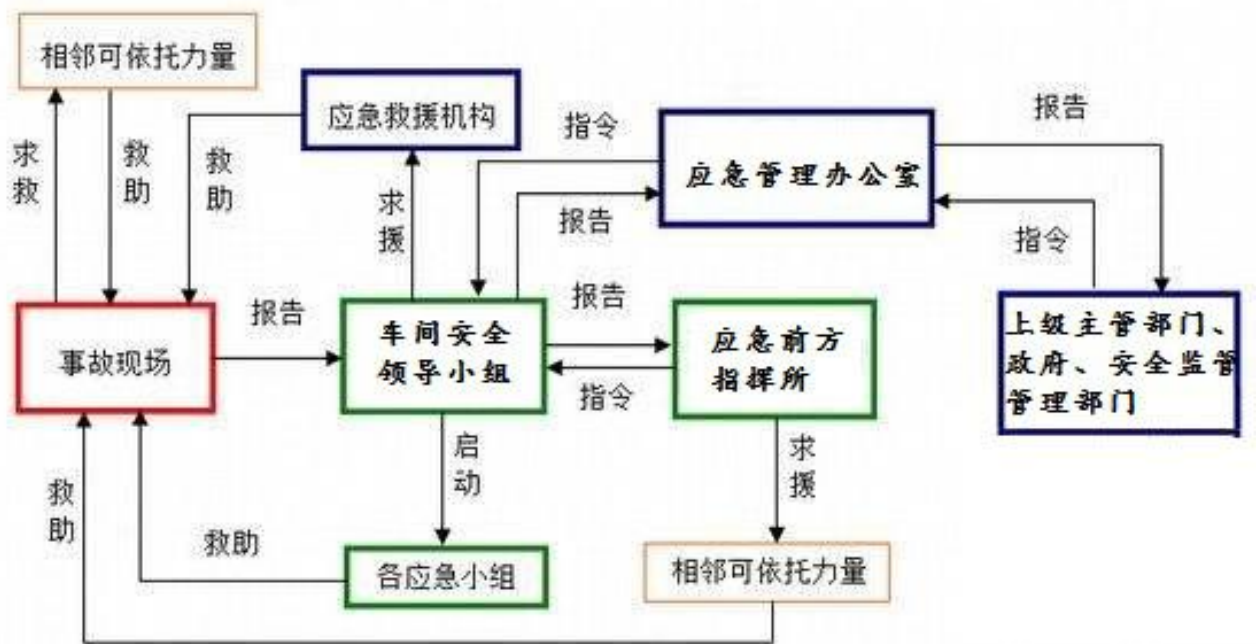 相邻可依托力量
应急救援机构
指令
报告
求救
救助
救助
求援
应急管理办公室
报告
指令
报告
报告
事故现场
车间安全
领导小组
应急前方
指挥所
指令
上级主管部门、
政府、安全监管
管理部门
启动
求援
救助
救助
各应急小组
相邻可依托力量